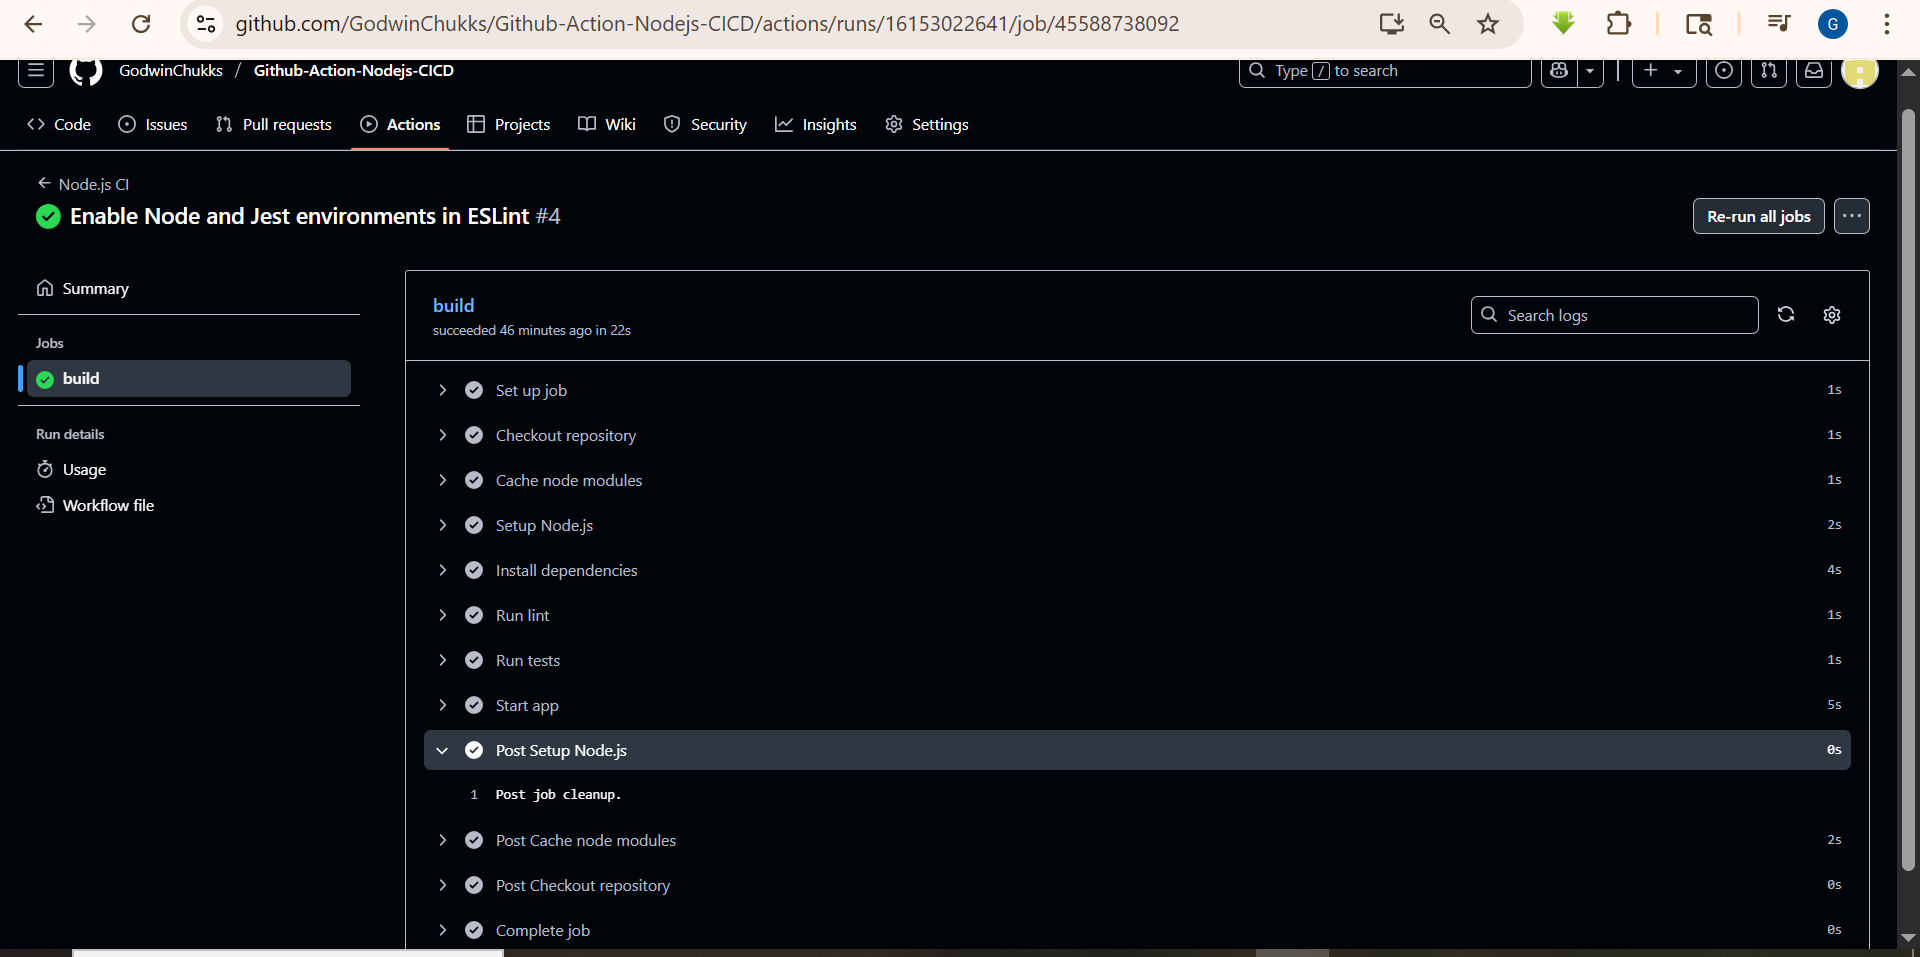 github.com/GodwinChukks/Github-Action-Nodejs-CICD/actions/runs/16153022641/job/45588738092
G
GodwinChukks / Github-Action-Nodejs-CICD
Type / to search
Code Issues Pull requests Actions Projects Wiki Security Insights Settings
Node.js CI
Enable Node and Jest environments in ESLint #4
Re-run all jobs
Summary
Jobs
build
Run details
Usage
Workflow file
build
succeeded 46 minutes ago in 22s
Search logs
Set up job 1s
Checkout repository 1s
Cache node modules 1s
Setup Node.js 2s
Install dependencies 4s
Run lint 1s
Run tests 1s
Start app 5s
Post Setup Node.js 0s
1 Post job cleanup.
Post Cache node modules 2s
Post Checkout repository 0s
Complete job 0s